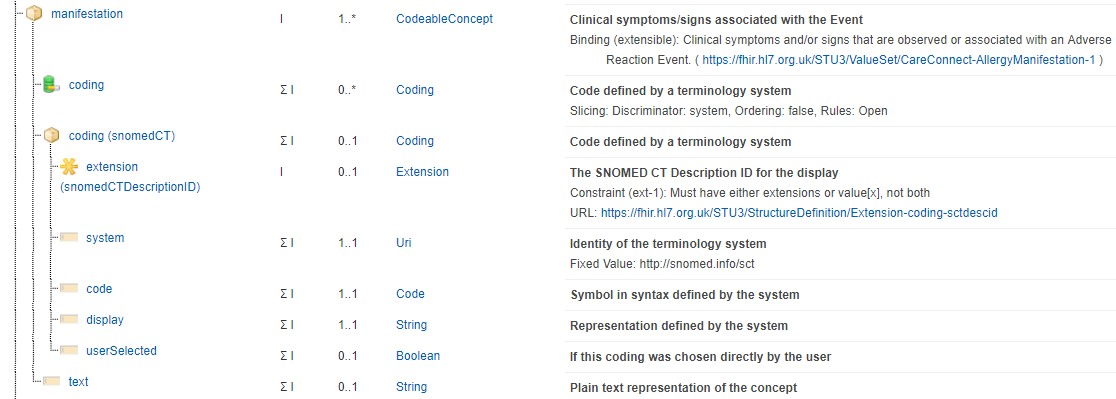 manifestation I 1..* CodeableConcept Clinical symptoms/signs associated with the Event
Binding (extensible): Clinical symptoms and/or signs that are observed or associated with an Adverse
Reaction Event. ( https://fhir.hl7.org.uk/STU3/ValueSet/CareConnect-AllergyManifestation-1 )
coding Σ I 0..* Coding Code defined by a terminology system
Slicing: Discriminator: system, Ordering: false, Rules: Open
coding (snomedCT) Σ I 0..1 Coding Code defined by a terminology system
extension I 0..1 Extension The SNOMED CT Description ID for the display
(snomedCTDescriptionID) Constraint (ext-1): Must have either extensions or value[x], not both
URL: https://fhir.hl7.org.uk/STU3/StructureDefinition/Extension-coding-sctdescid
system Σ I 1..1 Uri Identity of the terminology system
Fixed Value: http://snomed.info/sct
code Σ I 1..1 Code Symbol in syntax defined by the system
display Σ I 1..1 String Representation defined by the system
userSelected Σ I 0..1 Boolean If this coding was chosen directly by the user
text Σ I 0..1 String Plain text representation of the concept